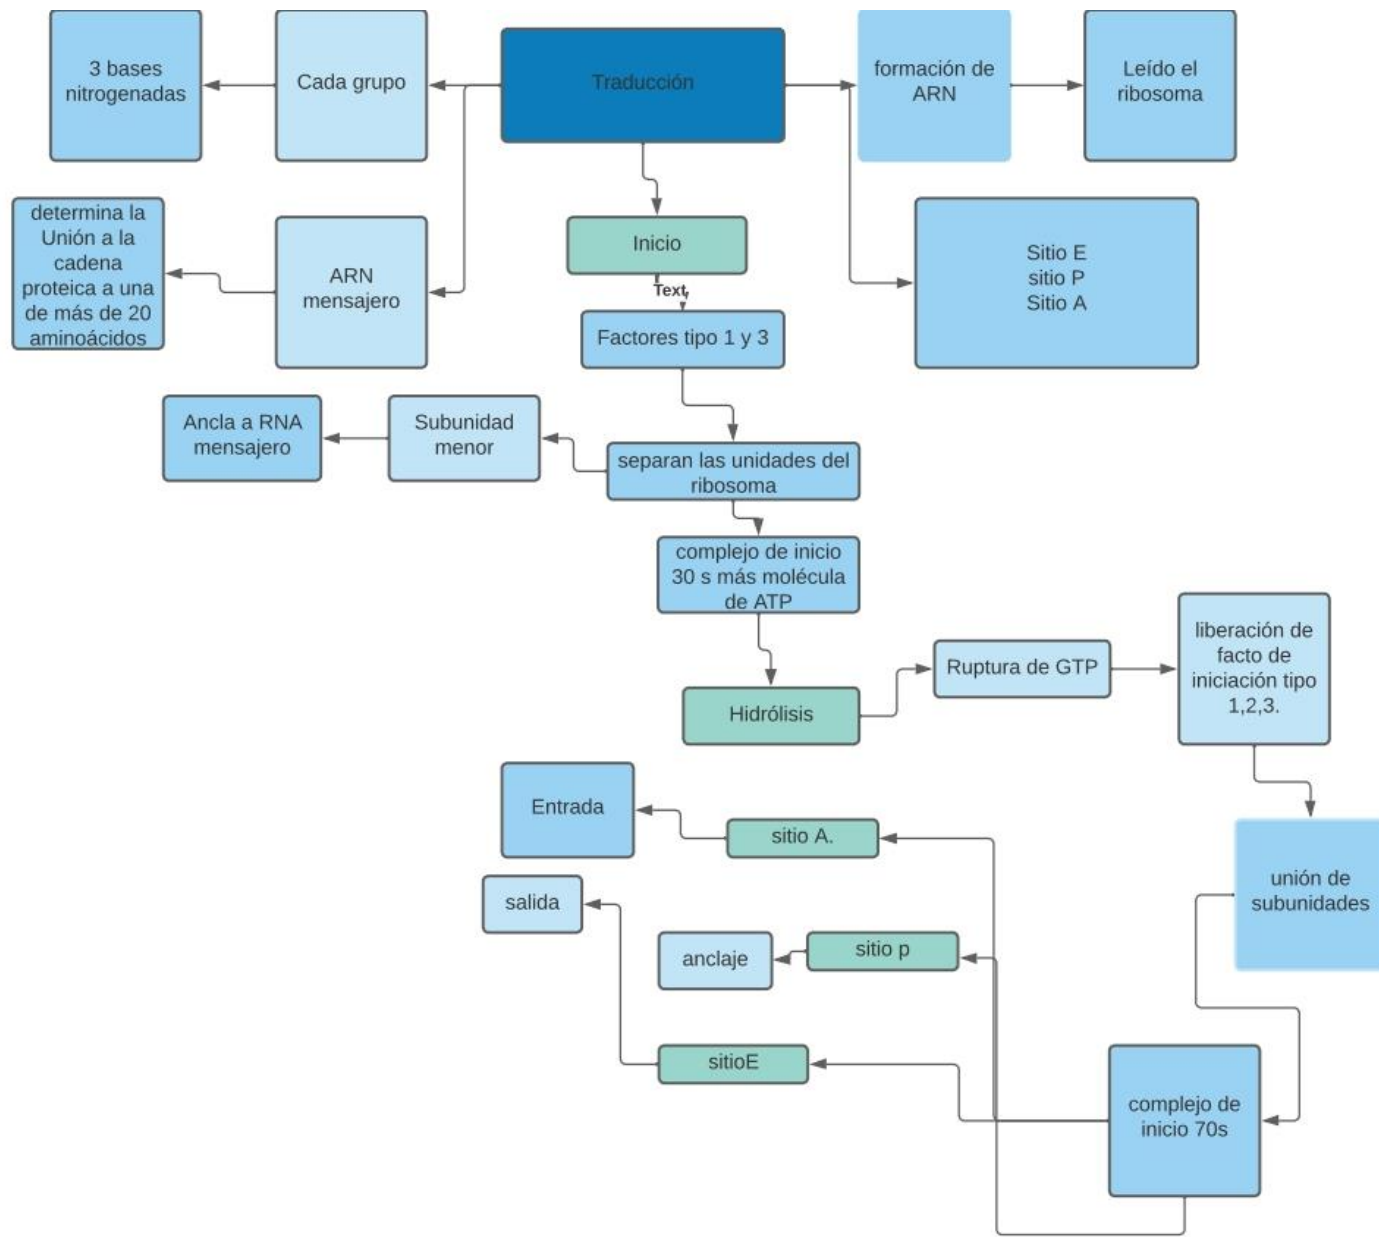 3 bases
nitrogenadas
Cada grupo
Traducción
formación de
ARN
Leído el
ribosoma
determina la
Unión a la
cadena
proteica a una
de más de 20
aminoácidos
ARN
mensajero
Inicio
Text
Sitio E
sitio P
Sitio A
Factores tipo 1 y 3
Ancla a RNA
mensajero
Subunidad
menor
separan las unidades del
ribosoma
complejo de inicio
30 s más molécula
de ATP
Hidrólisis
Ruptura de GTP
liberación de
facto de
iniciación tipo
1,2,3.
Entrada
sitio A.
salida
anclaje
sitio p
unión de
subunidades
sitioE
complejo de
inicio 70s